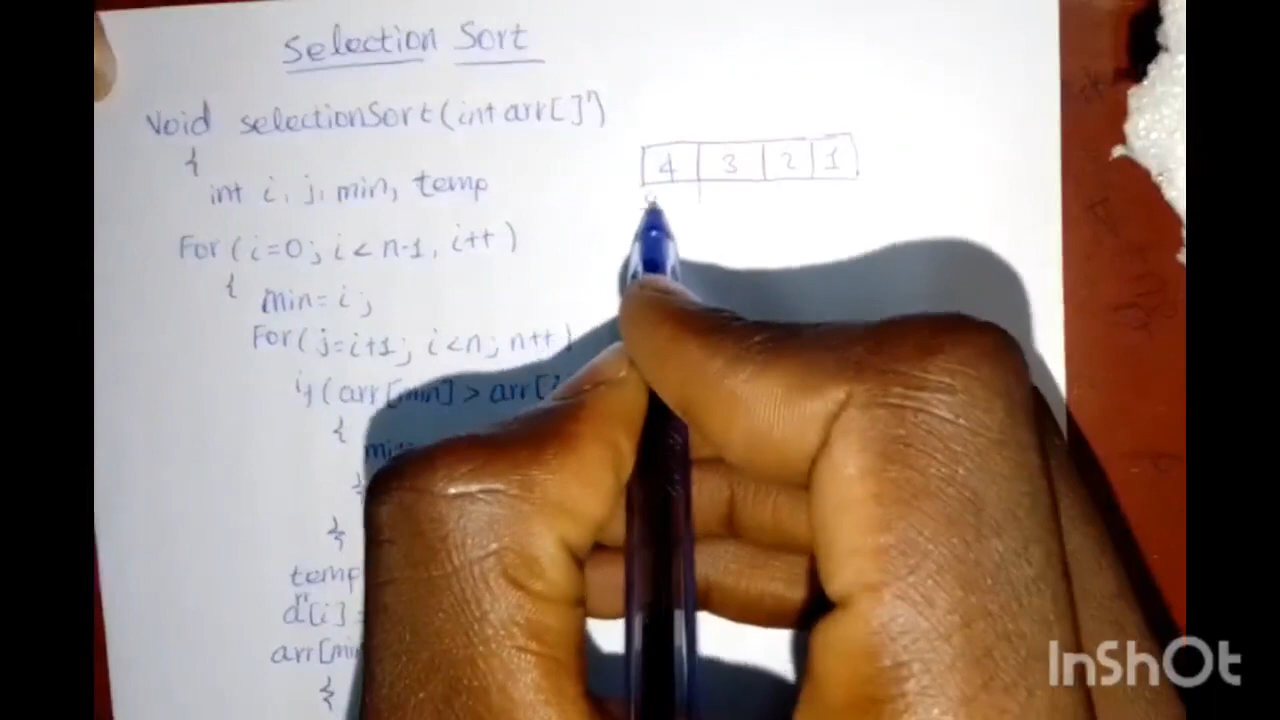 Selection Sort
Void selectionSort(int arr[]")
{
int i, j, min, temp
4 3 2 1
For (i=0; i < n-1, i++ )
{ min= i ;
For( j=i+1; i<n; n++ )
if ( arr[min] > arr[
{
}
}
temp
arr[i] =
arr[min
{
InShOt